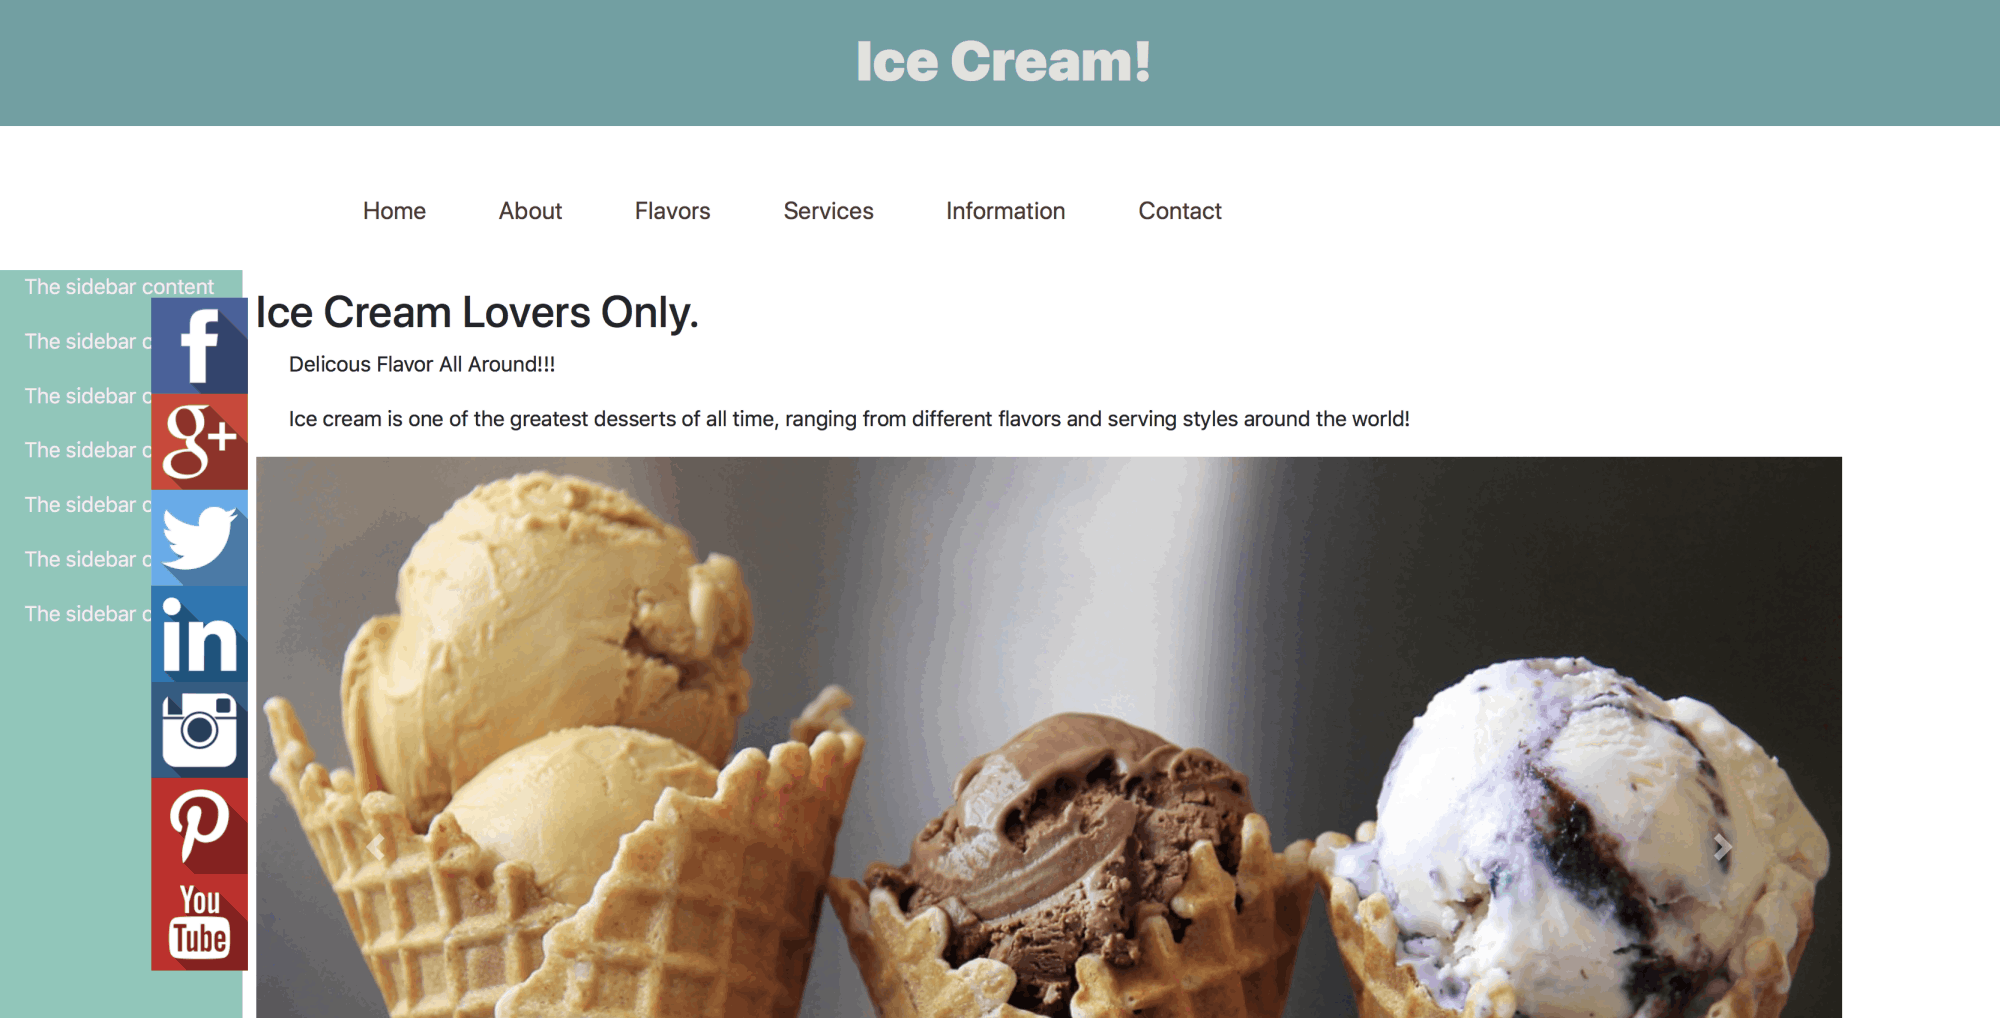 Ice Cream!
Home About Flavors Services Information Contact
The sidebar content
The sidebar c
The sidebar c
The sidebar c
The sidebar c
The sidebar c
The sidebar c
f
g+
in
You
Tube
Ice Cream Lovers Only.
Delicous Flavor All Around!!!
Ice cream is one of the greatest desserts of all time, ranging from different flavors and serving styles around the world!